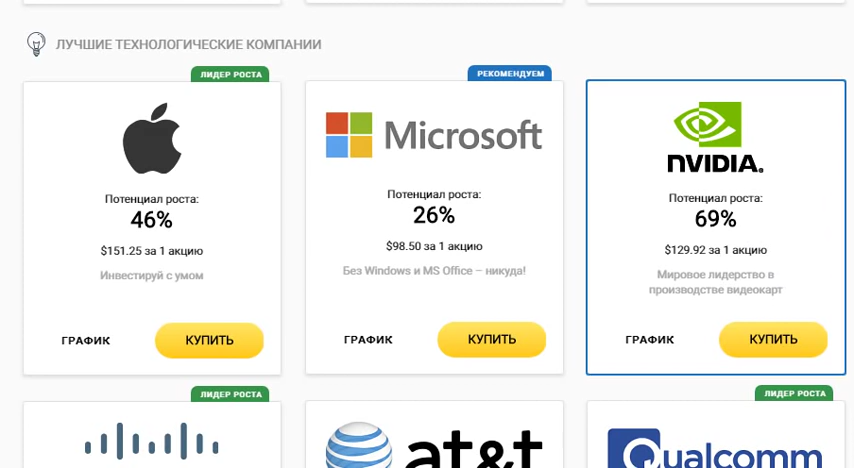 ЛУЧШИЕ ТЕХНОЛОГИЧЕСКИЕ КОМПАНИИ
ЛИДЕР РОСТА
Потенциал роста:
46%
$151.25 за 1 акцию
Инвестируй с умом
ГРАФИК
КУПИТЬ
РЕКОМЕНДУЕМ
Microsoft
Потенциал роста:
26%
$98.50 за 1 акцию
Без Windows и MS Office – никуда!
ГРАФИК
КУПИТЬ
NVIDIA.
Потенциал роста:
69%
$129.92 за 1 акцию
Мировое лидерство в
производстве видеокарт
ГРАФИК
КУПИТЬ
ЛИДЕР РОСТА
at&t
ЛИДЕР РОСТА
Qualcomm